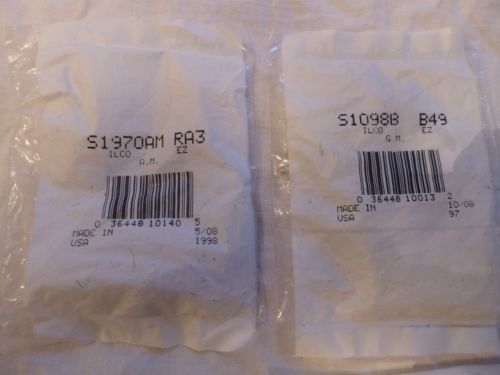 S1970AM RA3
ILCO EZ
A.M.
0 36448 10140 5
MADE IN 5/08
USA 1998
S1098B B49
ILCO EZ
G.M.
0 36448 10013 2
MADE IN 10/08
USA 97